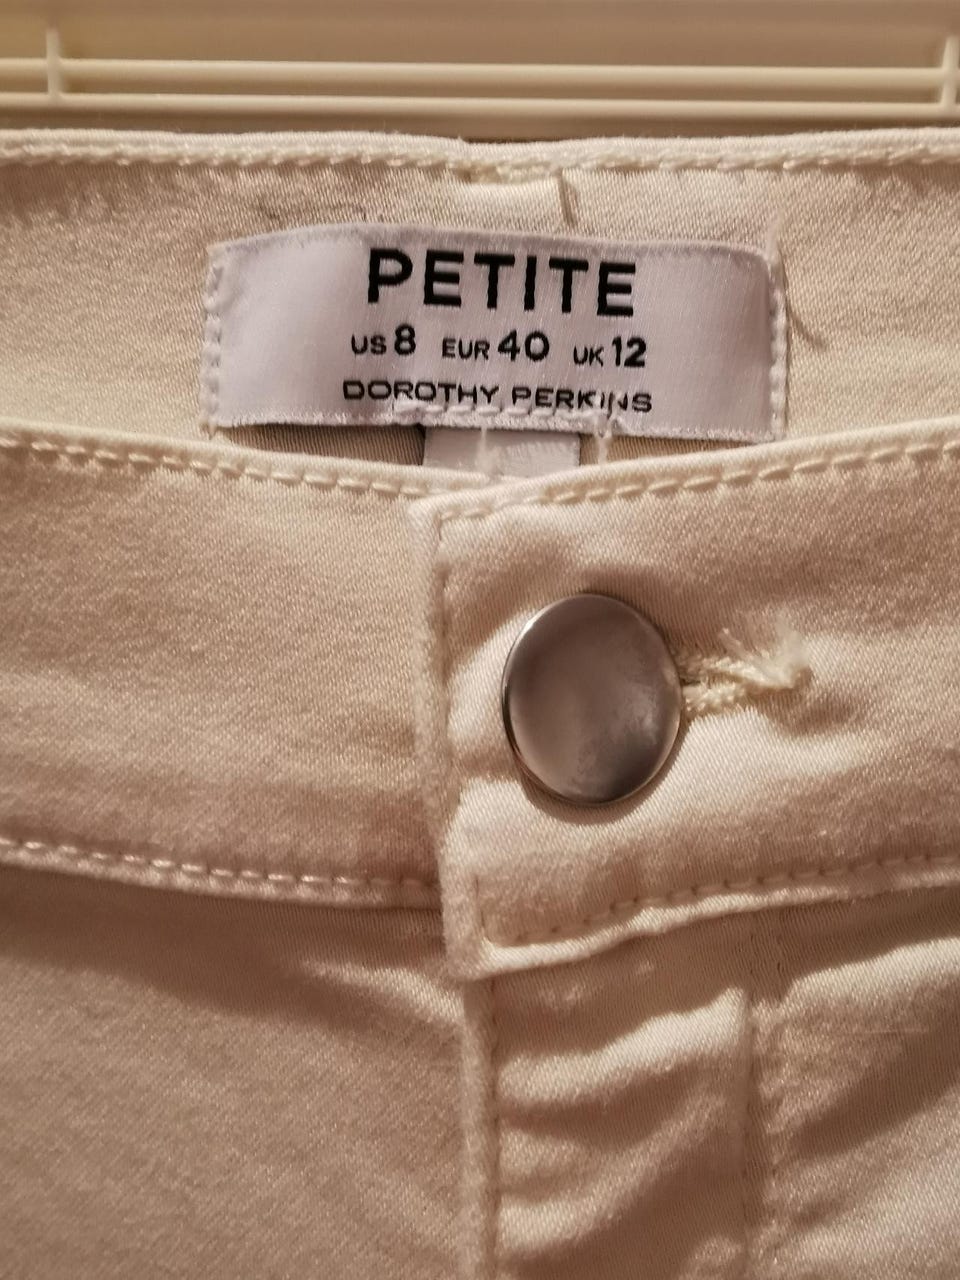 PETITE
US 8 EUR 40 UK 12
DOROTHY PERKINS